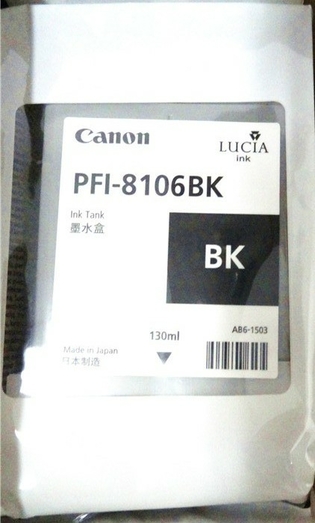 Canon
LUCIA
ink
PFI-8106BK
Ink Tank
墨水盒
BK
AB6-1503
130ml
Made in Japan
日本制造